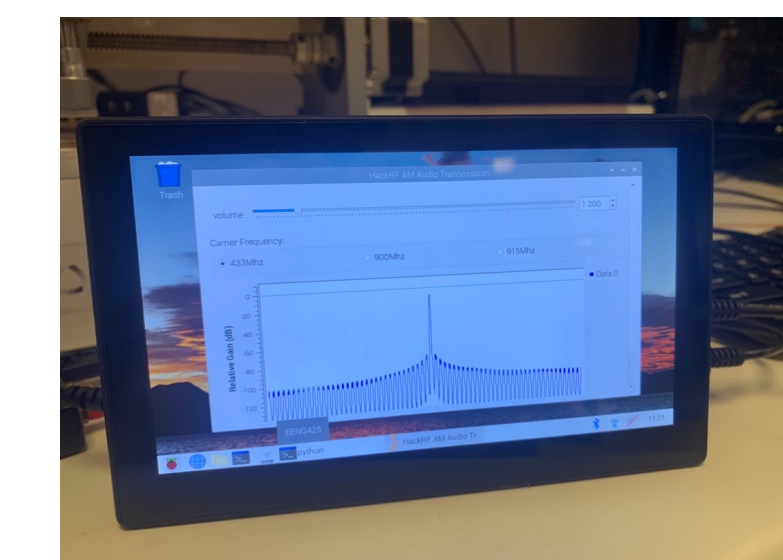 HackRF AM Audio Transmission
Trash
volume
1.200
Carrier Frequency:
433Mhz
900Mhz
915Mhz
Data 0
Relative Gain (dB)
0
-20
-40
-60
-80
-100
-120
EENG425
python
HackRF AM Audio Tr...
11:21